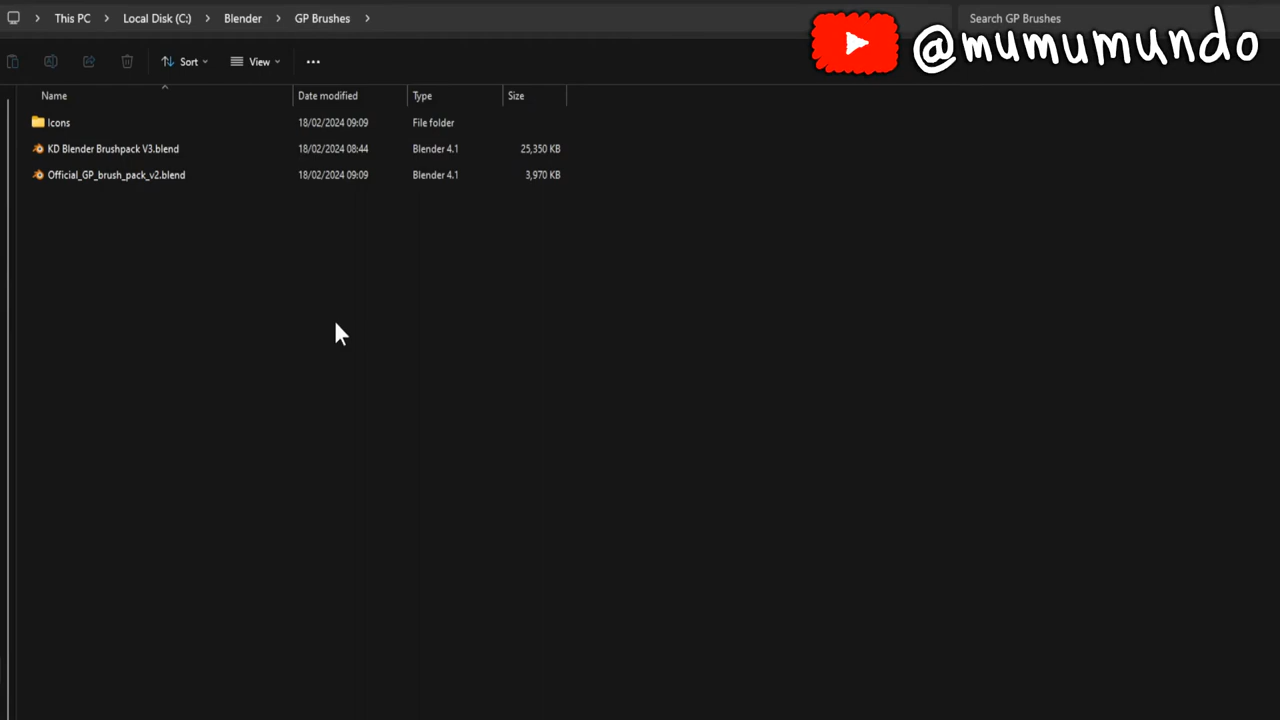 This PC > Local Disk (C:) > Blender > GP Brushes >
Search GP Brushes
@mumumundo
Sort
View
Name Date modified Type Size
Icons 18/02/2024 09:09 File folder
KD Blender Brushpack V3.blend 18/02/2024 08:44 Blender 4.1 25,350 KB
Official_GP_brush_pack_v2.blend 18/02/2024 09:09 Blender 4.1 3,970 KB